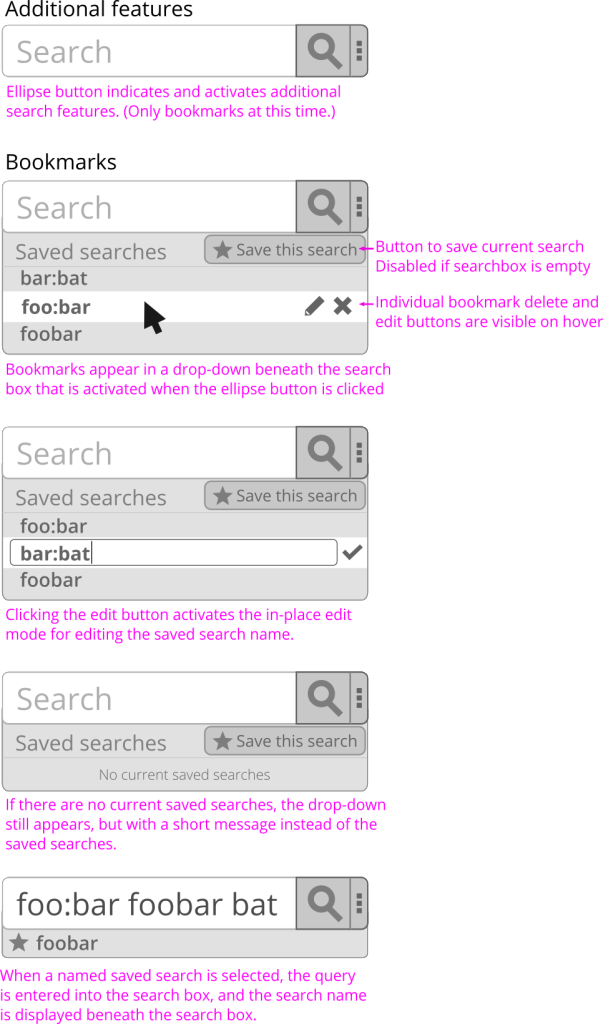 Additional features
Search
Ellipse button indicates and activates additional
search features. (Only bookmarks at this time.)
Bookmarks
Search
Saved searches
Save this search
Button to save current search
Disabled if searchbox is empty
bar:bat
foo:bar
Individual bookmark delete and
edit buttons are visible on hover
foobar
Bookmarks appear in a drop-down beneath the search
box that is activated when the ellipse button is clicked
Search
Saved searches
Save this search
foo:bar
bar:bat
foobar
Clicking the edit button activates the in-place edit
mode for editing the saved search name.
Search
Saved searches
Save this search
No current saved searches
If there are no current saved searches, the drop-down
still appears, but with a short message instead of the
saved searches.
foo:bar foobar bat
foobar
When a named saved search is selected, the query
is entered into the search box, and the search name
is displayed beneath the search box.